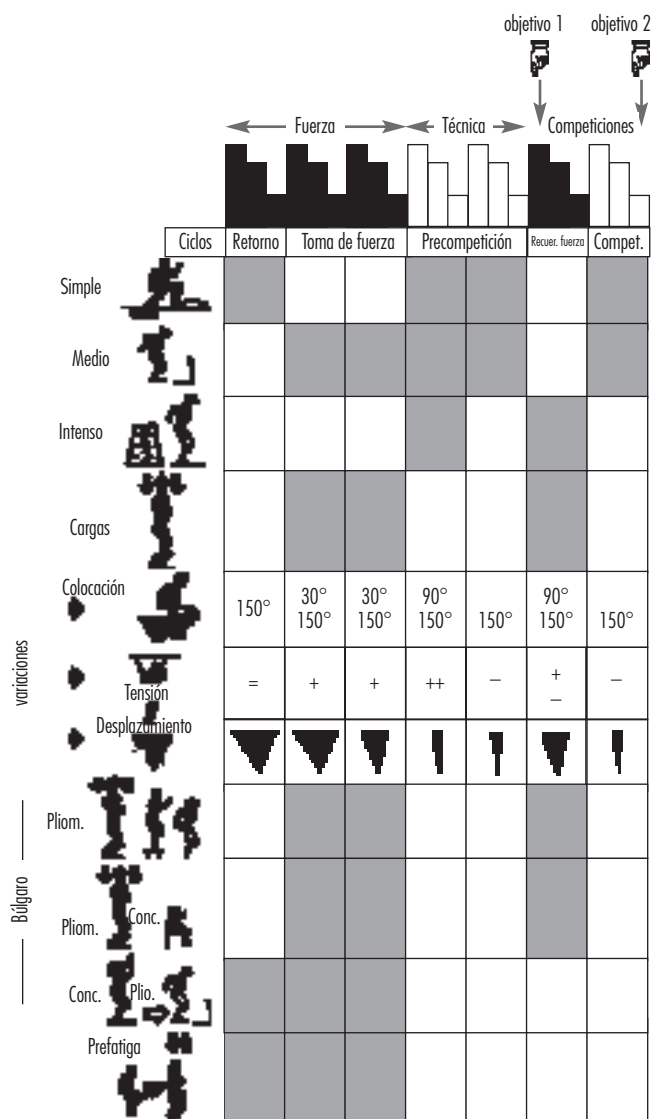 objetivo 1 objetivo 2
Fuerza Técnica Competiciones
Ciclos Retorno Toma de fuerza Precompetición Recuer. fuerza Compet.
Simple
Medio
Intenso
Cargas
variaciones
Colocación 150° 30° 150° 30° 150° 90° 150° 150° 90° 150° 150°
Tensión = + + ++ – + – –
Desplazamiento
Búlgaro
Pliom.
Pliom. Conc.
Conc. Plio.
Prefatiga